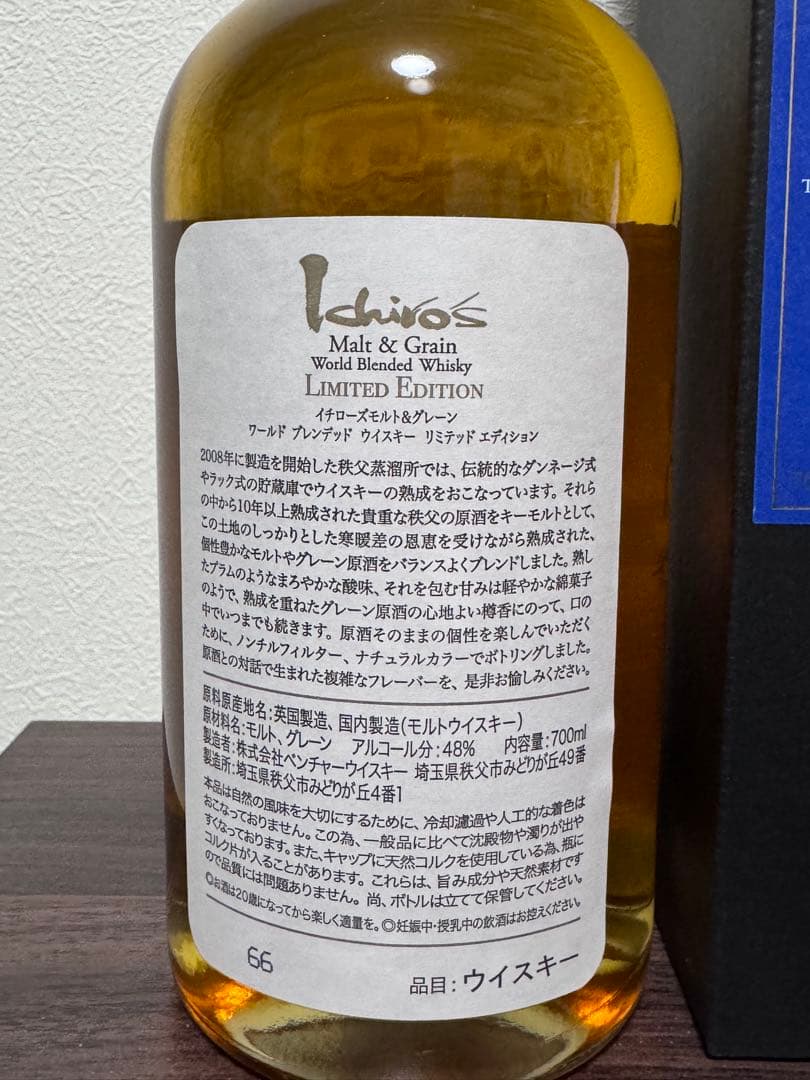 Ichiro's
Malt & Grain
World Blended Whisky
LIMITED EDITION
イチローズモルト&グレーン
ワールド ブレンデッド ウイスキー リミテッド エディション
2008年に製造を開始した秩父蒸溜所では、伝統的なダンネージ式
やラック式の貯蔵庫でウイスキーの熟成をおこなっています。それら
の中から10年以上熟成された貴重な秩父の原酒をキーモルトとして、
この土地のしっかりとした寒暖差の恩恵を受けながら熟成された、
個性豊かなモルトやグレーン原酒をバランスよくブレンドしました。熟し
たプラムのようなまろやかな酸味、それを包む甘みは軽やかな綿菓子
のようで、熟成を重ねたグレーン原酒の心地よい樽香にのって、口の
中でいつまでも続きます。原酒そのままの個性を楽しんでいただく
ために、ノンチルフィルター、ナチュラルカラーでボトリングしました。
原酒との対話で生まれた複雑なフレーバーを、是非お愉しみください。
原料原産地名:英国製造、国内製造(モルトウイスキー)
原材料名:モルト、グレーン アルコール分:48% 内容量:700ml
製造者:株式会社ベンチャーウイスキー 埼玉県秩父市みどりが丘49番
製造所:埼玉県秩父市みどりが丘4番1
本品は自然の風味を大切にするために、冷却濾過や人工的な着色は
おこなっておりません。この為、一般品に比べて沈殿物や濁りが出や
すくなっております。また、キャップに天然コルクを使用している為、瓶に
コルク片が入ることがあります。これらは、旨み成分や天然素材です
ので品質には問題ありません。尚、ボトルは立てて保管してください。
◎お酒は20歳になってから楽しく適量を。◎妊娠中・授乳中の飲酒はお控えください。
66
品目:ウイスキー
T